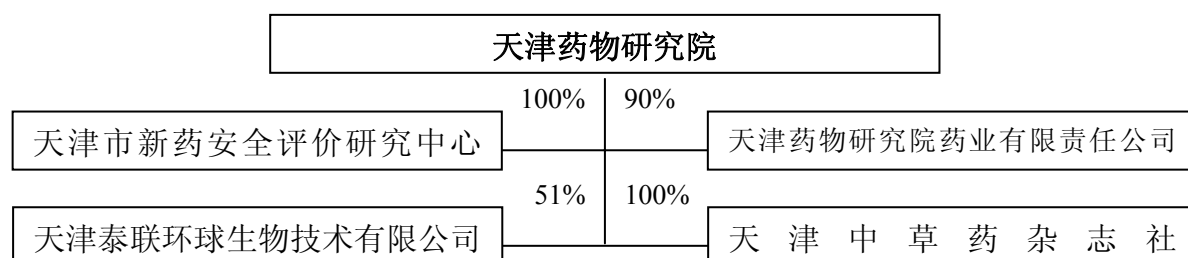 天津药物研究院
100% 90%
天津市新药安全评价研究中心 天津药物研究院药业有限责任公司
51% 100%
天津泰联环球生物技术有限公司 天津中草药杂志社